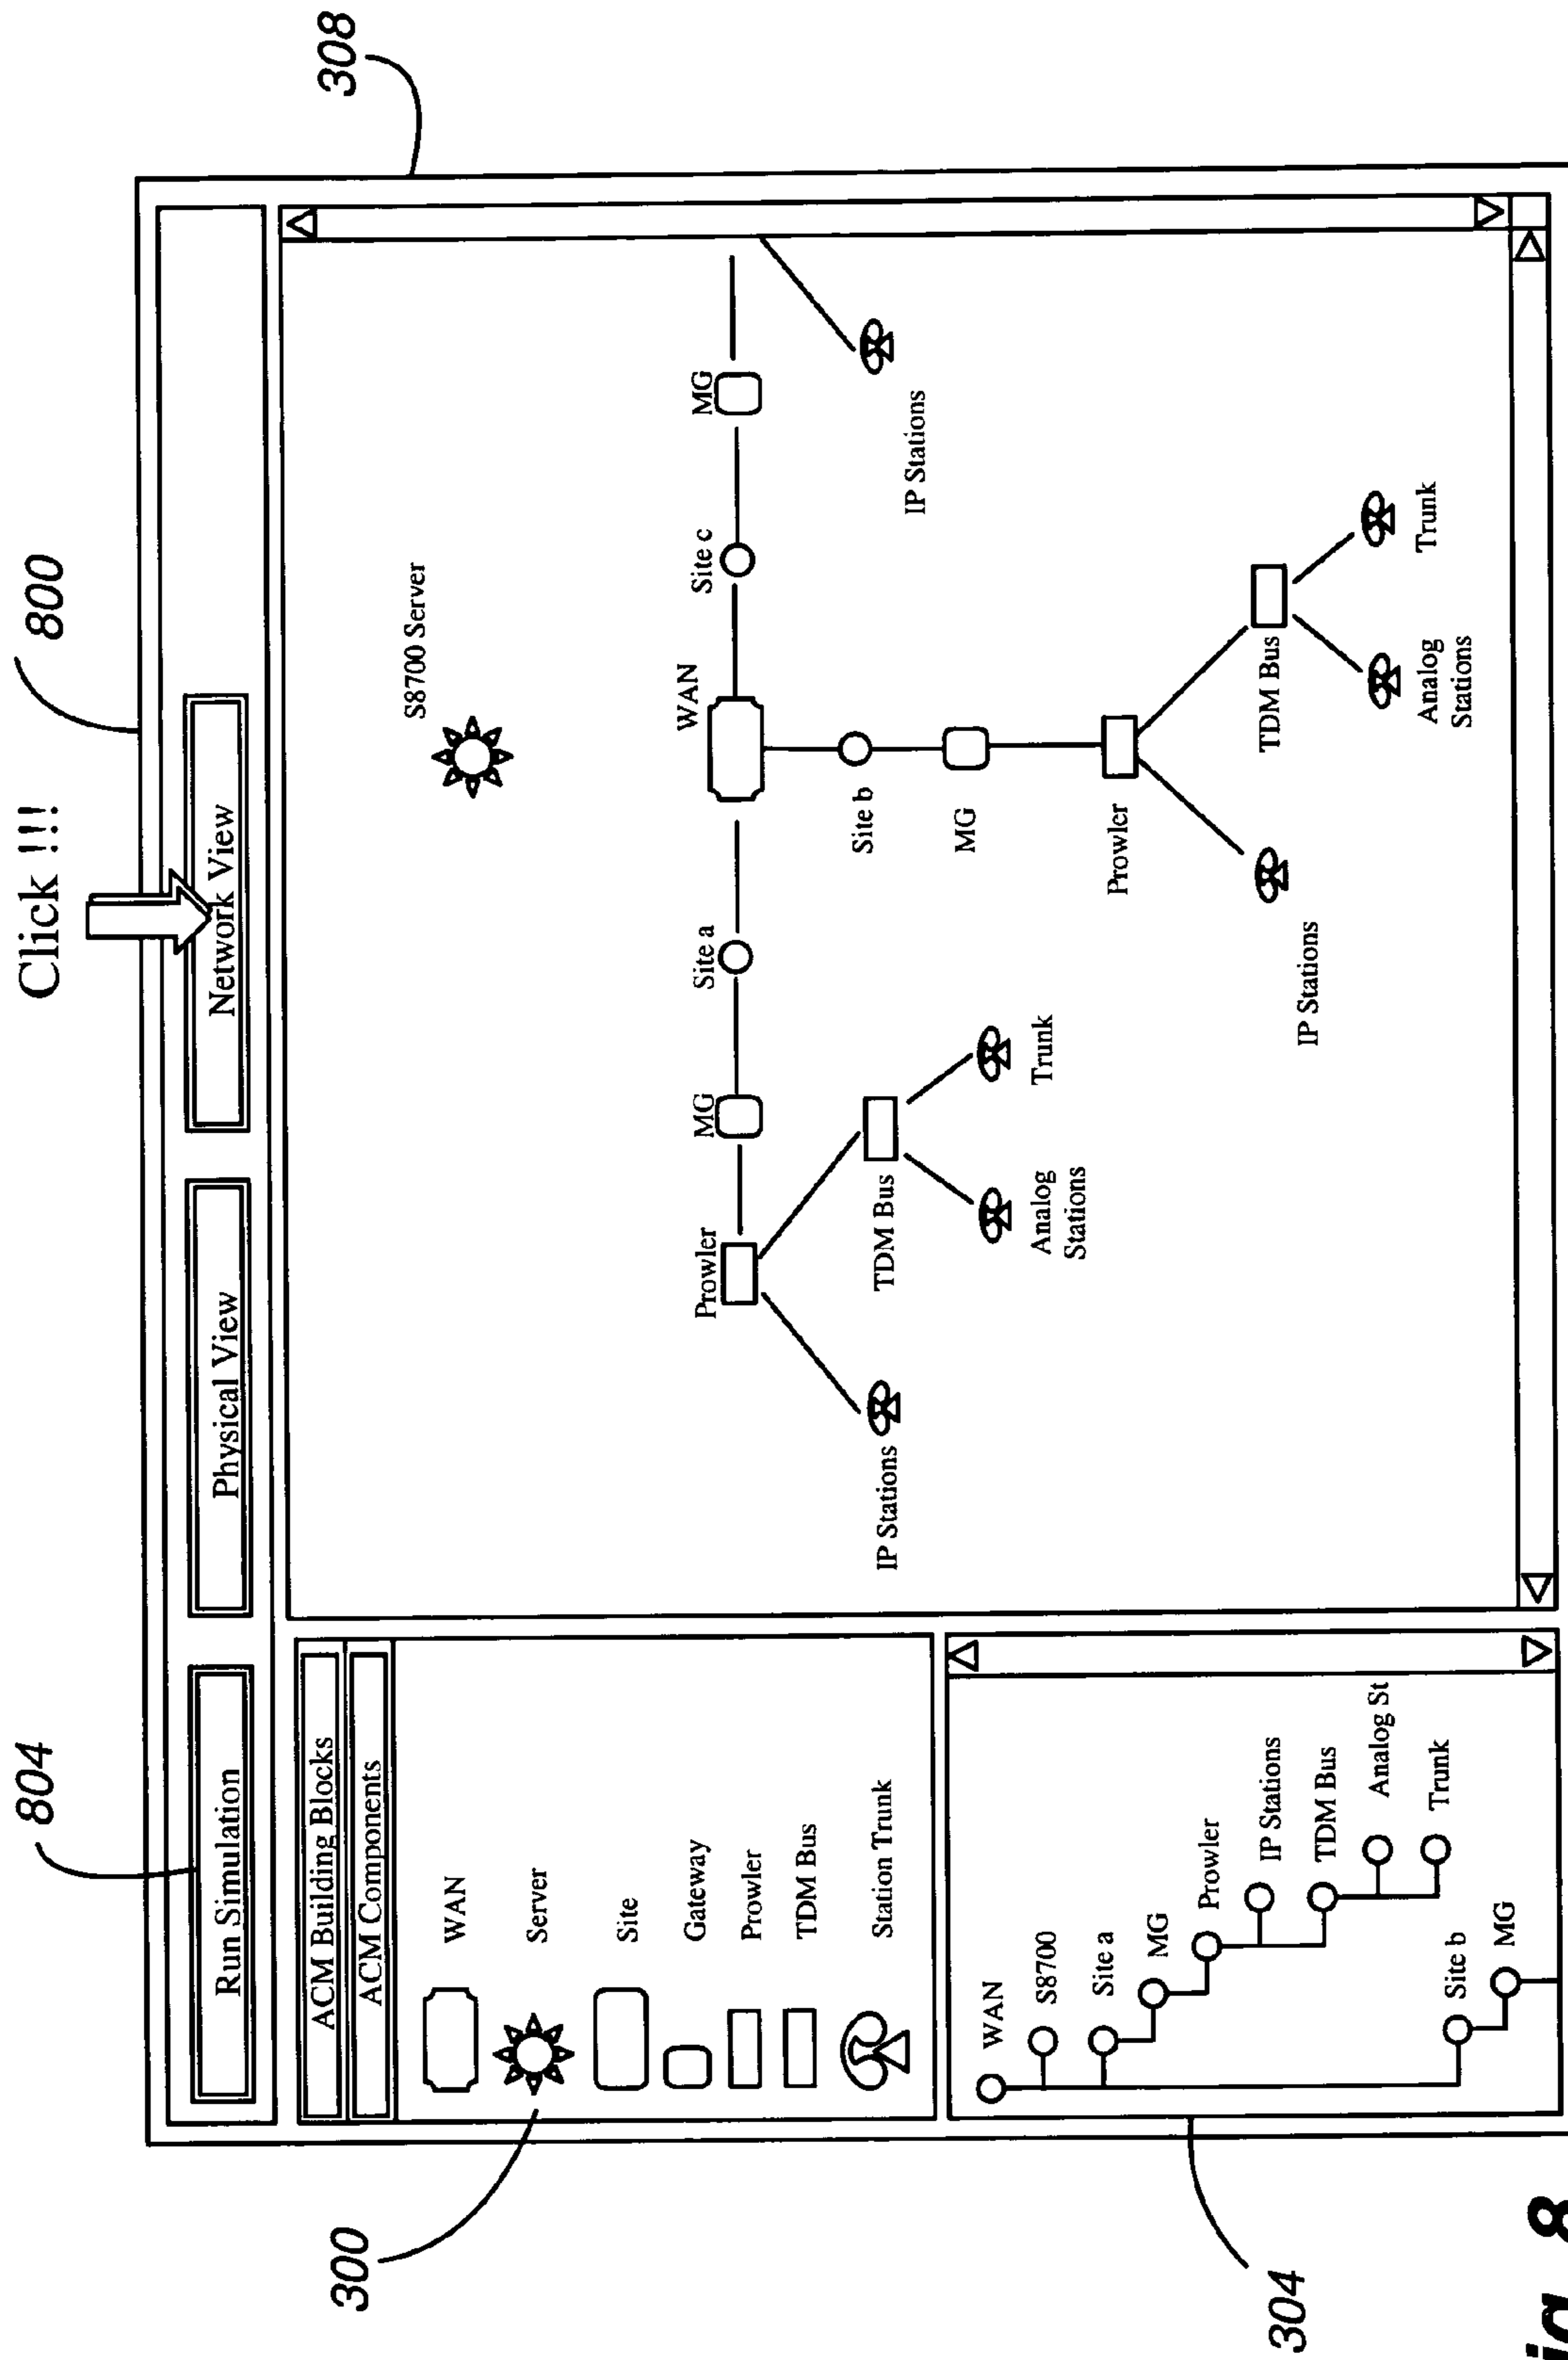 Click !!!
800
804
308
Run Simulation
Physical View
Network View
ACM Building Blocks
ACM Components
WAN
Server
Site
Gateway
Prowler
TDM Bus
Station Trunk
300
WAN
S8700
Site a
MG
Prowler
IP Stations
TDM Bus
Analog St
Trunk
Site b
MG
304
S8700 Server
Prowler
MG
Site a
WAN
Site c
MG
IP Stations
TDM Bus
Analog
Stations
Trunk
Site b
MG
Prowler
IP Stations
TDM Bus
Analog
Stations
Trunk
IP Stations
ig. 8